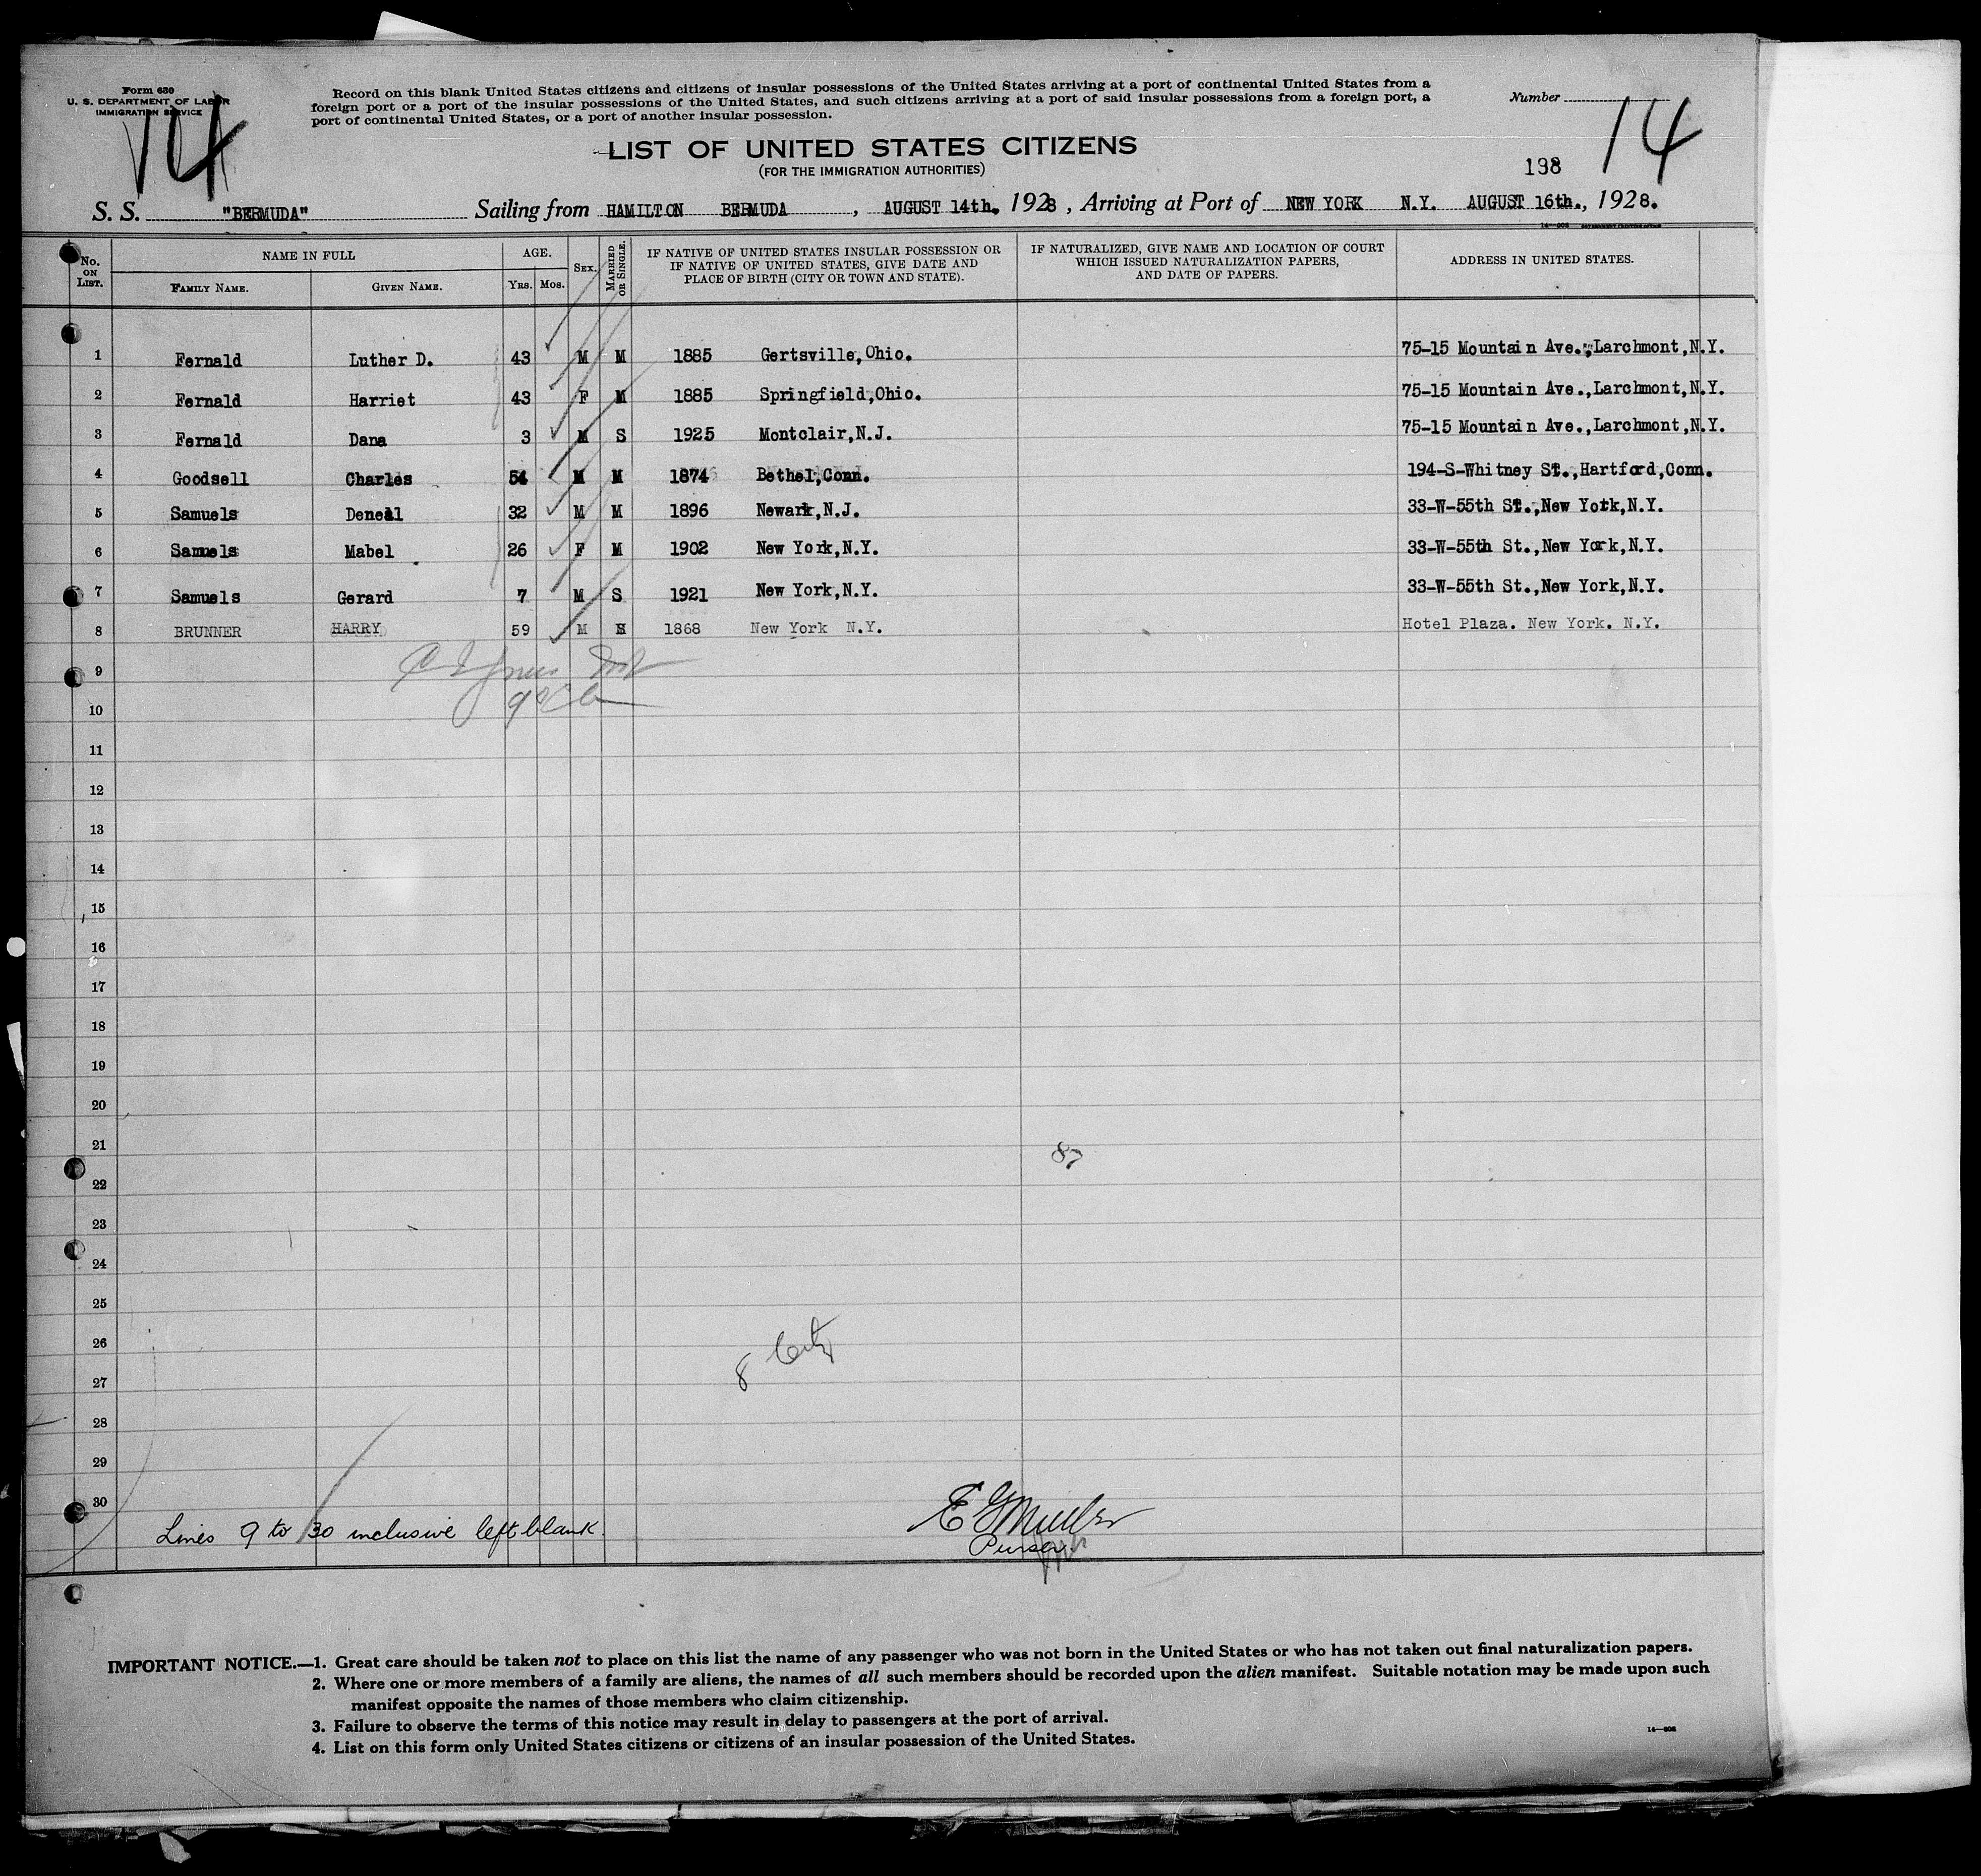 Form 630
U. S. DEPARTMENT OF LABOR
IMMIGRATION SERVICE
14
Record on this blank United States citizens and citizens of insular possessions of the United States arriving at a port of continental United States from a
foreign port or a port of the insular possessions of the United States, and such citizens arriving at a port of said insular possessions from a foreign port, a
port of continental United States, or a port of another insular possession.
Number
14
LIST OF UNITED STATES CITIZENS
(FOR THE IMMIGRATION AUTHORITIES)
198
S. S. "BERMUDA" Sailing from HAMILTON BERMUDA, AUGUST 14th. 1928, Arriving at Port of NEW YORK N.Y. AUGUST 16th., 1928.
No. ON LIST. NAME IN FULL FAMILY NAME. GIVEN NAME. AGE. YRS. MOS. SEX. MARRIED OR SINGLE. IF NATIVE OF UNITED STATES INSULAR POSSESSION OR IF NATIVE OF UNITED STATES, GIVE DATE AND PLACE OF BIRTH (CITY OR TOWN AND STATE). IF NATURALIZED, GIVE NAME AND LOCATION OF COURT WHICH ISSUED NATURALIZATION PAPERS, AND DATE OF PAPERS. ADDRESS IN UNITED STATES.
1 Fernald Luther D. 43 M M 1885 Gertsville,Ohio. 75-15 Mountain Ave.,Larchmont,N.Y.
2 Fernald Harriet 43 F M 1885 Springfield,Ohio. 75-15 Mountain Ave.,Larchmont,N.Y.
3 Fernald Dana 3 M S 1925 Montclair,N.J. 75-15 Mountain Ave.,Larchmont,N.Y.
4 Goodsell Charles 54 M M 1874 Bethel,Conn. 194-S-Whitney St.,Hartford,Conn.
5 Samuels 32 M M 1896 Newark,N.J. 33-W-55th St.,New York,N.Y.
6 Samuels Mabel 26 F M 1902 New York,N.Y. 33-W-55th St.,New York,N.Y.
7 Samuels Gerard 7 M S 1921 New York,N.Y. 33-W-55th St.,New York,N.Y.
8 BRUNNER HARRY 59 M 1868 New York N.Y. Hotel Plaza. New York. N.Y.
9
10
11
12
13
14
15
16
17
18
19
20
21
22
23
24
25
26
8
27
28
29
30
Lines 9 to 30 inclusive left blank.
E G Muller
Purser.
IMPORTANT NOTICE.—1. Great care should be taken not to place on this list the name of any passenger who was not born in the United States or who has not taken out final naturalization papers.
2. Where one or more members of a family are aliens, the names of all such members should be recorded upon the alien manifest. Suitable notation may be made upon such
manifest opposite the names of those members who claim citizenship.
3. Failure to observe the terms of this notice may result in delay to passengers at the port of arrival.
4. List on this form only United States citizens or citizens of an insular possession of the United States.